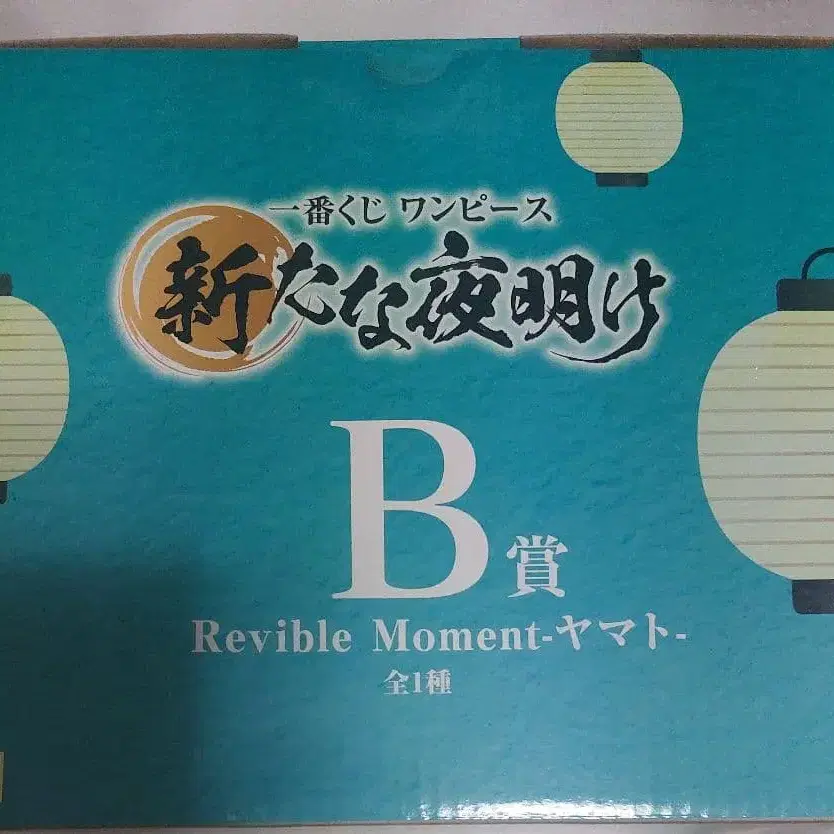 一番くじ ワンピース
新たな夜明け
B賞
Revible Moment-ヤマト-
全1種